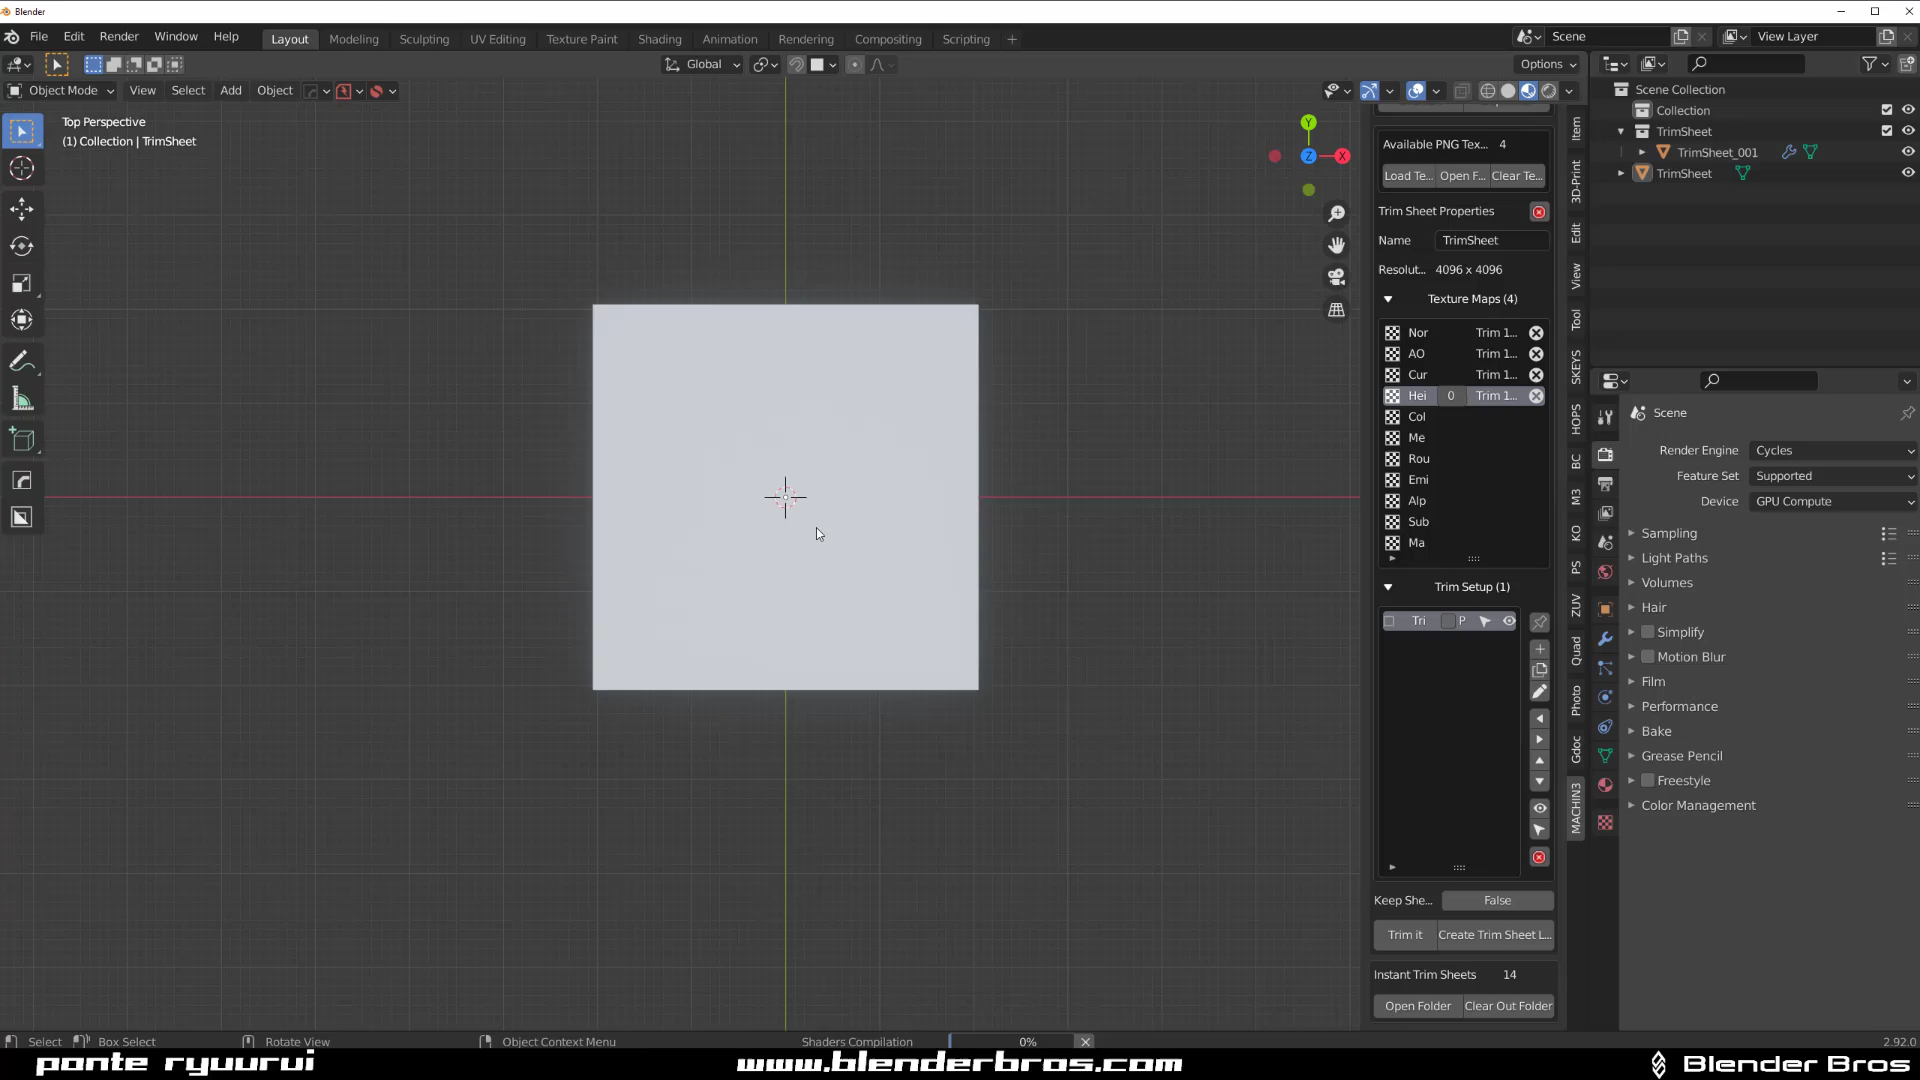 Blender
File Edit Render Window Help Layout Modeling Sculpting UV Editing Texture Paint Shading Animation Rendering Compositing Scripting Scene View Layer
Global Options
Object Mode View Select Add Object
Top Perspective
(1) Collection | TrimSheet
Y
Z
X
Available PNG Tex... 4
Load Te... Open F... Clear Te...
Trim Sheet Properties
Name TrimSheet
Resolut... 4096 x 4096
Texture Maps (4)
Nor Trim 1...
AO Trim 1...
Cur Trim 1...
Hei 0 Trim 1...
Col
Me
Rou
Emi
Alp
Sub
Ma
Trim Setup (1)
Tri P
Keep She... False
Trim it Create Trim Sheet L...
Instant Trim Sheets 14
Open Folder Clear Out Folder
Item
3D-Print
Edit
View
Tool
SKEYS
HOPS
BC
M3
KO
PS
ZUV
Quad
Photo
Gdoc
MACHIN3
Scene Collection
Collection
TrimSheet
TrimSheet_001
TrimSheet
Scene
Render Engine Cycles
Feature Set Supported
Device GPU Compute
Sampling
Light Paths
Volumes
Hair
Simplify
Motion Blur
Film
Performance
Bake
Grease Pencil
Freestyle
Color Management
Select Box Select Rotate View Object Context Menu Shaders Compilation 0% 2.92.0
ponte ryuurui www.blenderbros.com Blender Bros